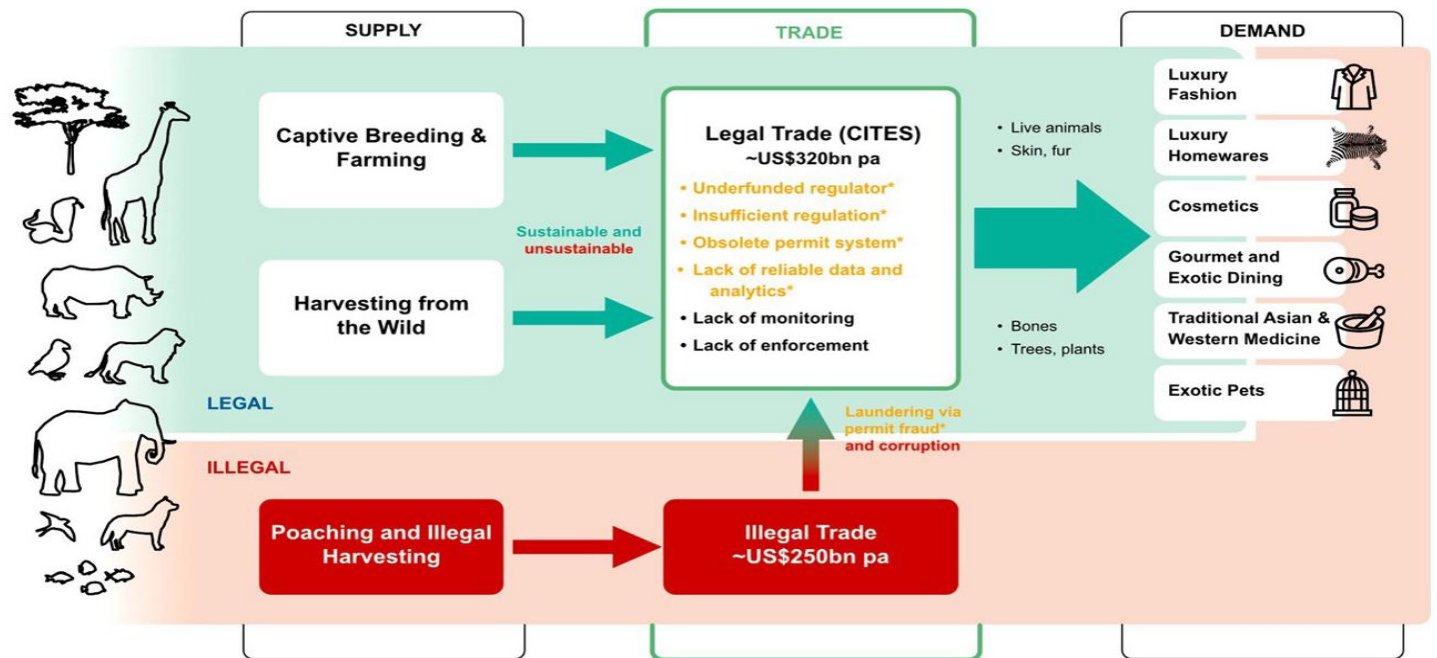 SUPPLY
TRADE
DEMAND
Captive Breeding &
Farming
Sustainable and
unsustainable
Harvesting from
the Wild
LEGAL
Legal Trade (CITES)
~US$320bn pa
• Underfunded regulator*
• Insufficient regulation*
• Obsolete permit system*
• Lack of reliable data and
analytics*
• Lack of monitoring
• Lack of enforcement
• Live animals
• Skin, fur
• Bones
• Trees, plants
Luxury
Fashion
Luxury
Homewares
Cosmetics
Gourmet and
Exotic Dining
Traditional Asian &
Western Medicine
Exotic Pets
Laundering via
permit fraud*
and corruption
ILLEGAL
Poaching and Illegal
Harvesting
Illegal Trade
~US$250bn pa